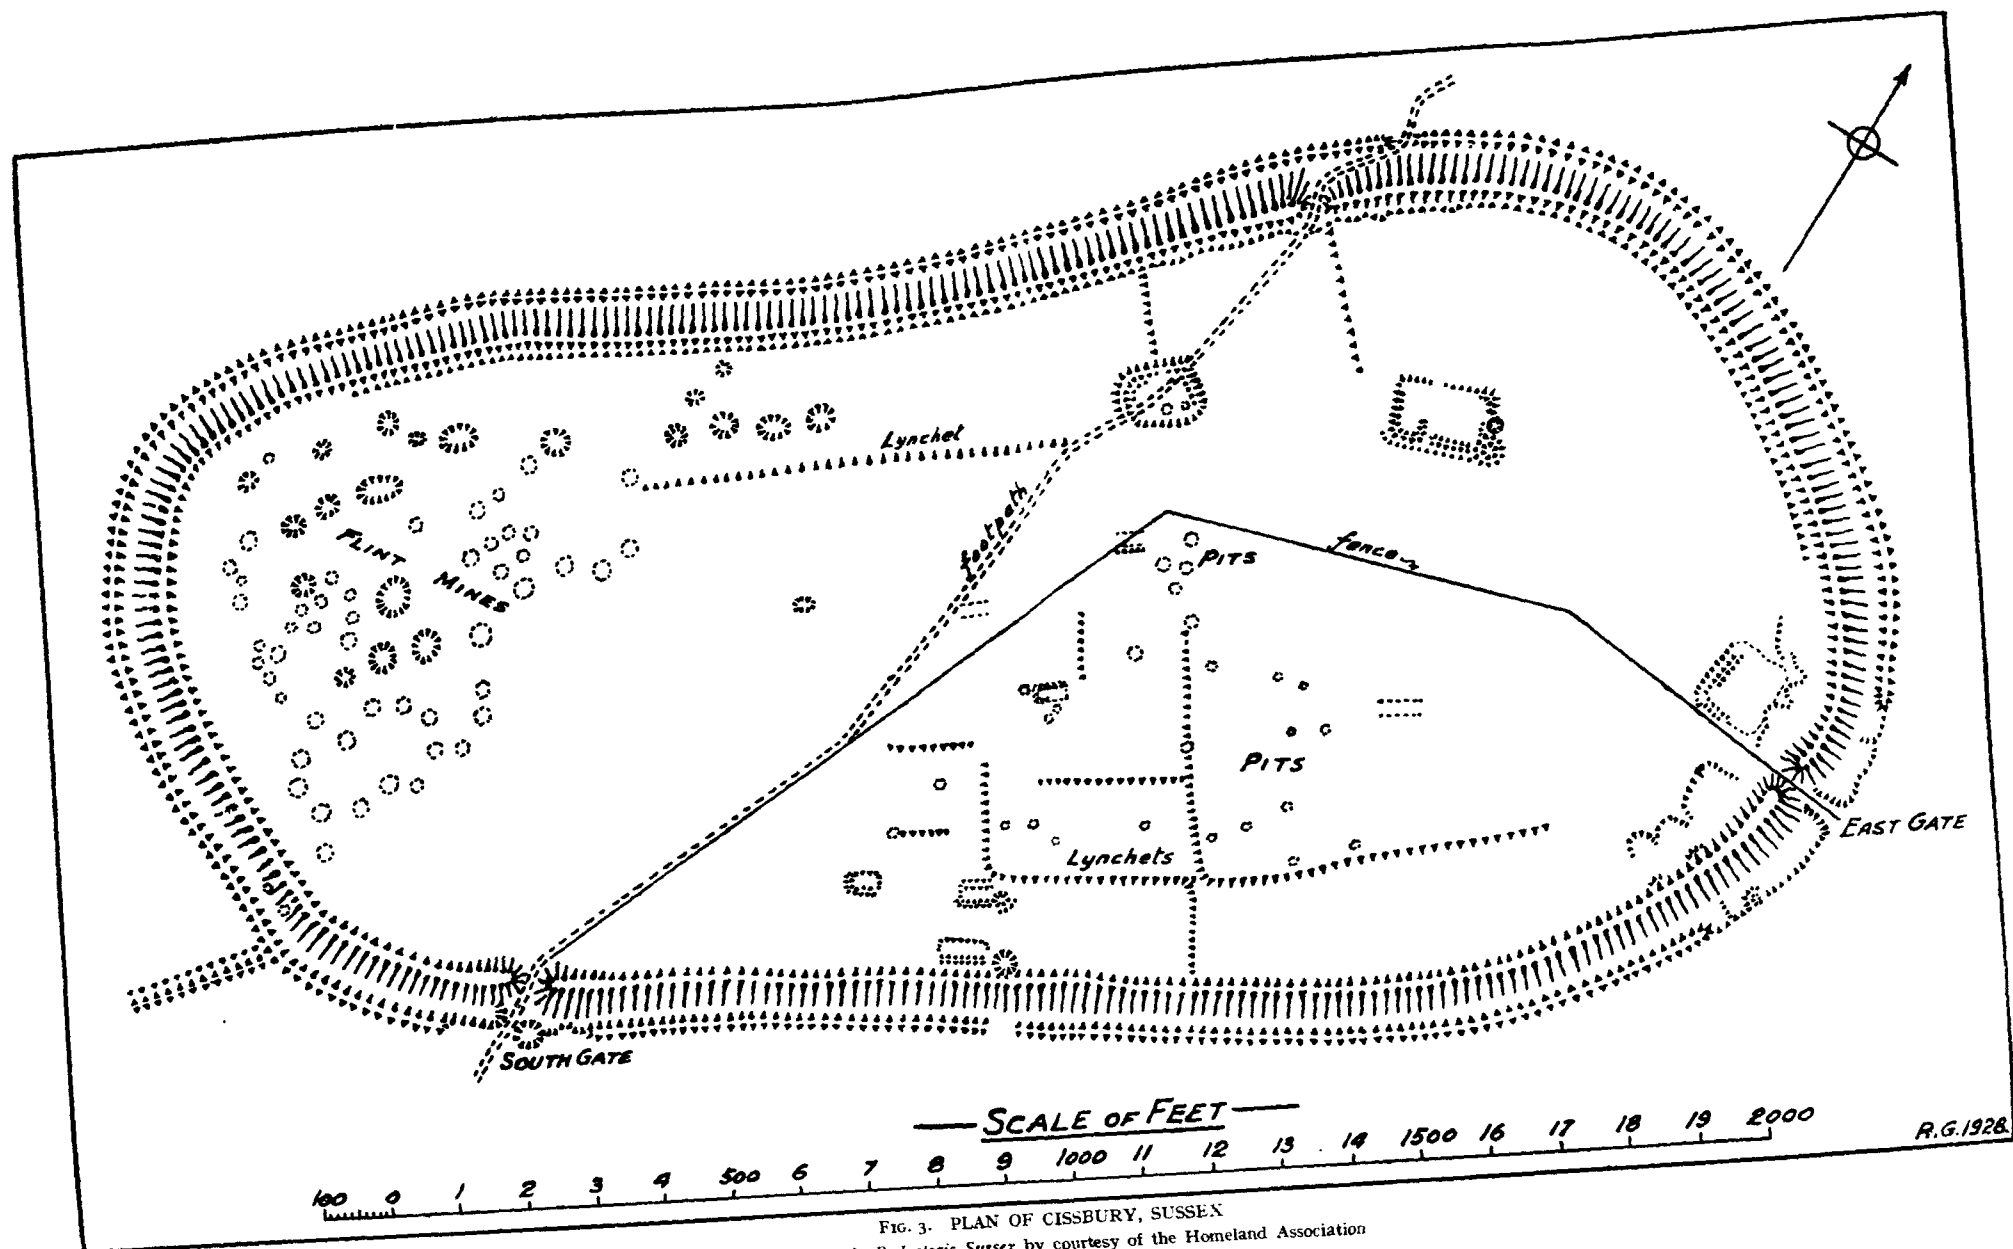 Lynchet
footpath
FLINT
MINES
PITS
fence
PITS
Lynchets
EAST GATE
SOUTH GATE
SCALE OF FEET
100 0 1 2 3 4 500 6 7 8 9 1000 11 12 13 14 1500 16 17 18 19 2000
R.G. 1928.
FIG. 3. PLAN OF CISSBURY, SUSSEX
Sussex by courtesy of the Homeland Association